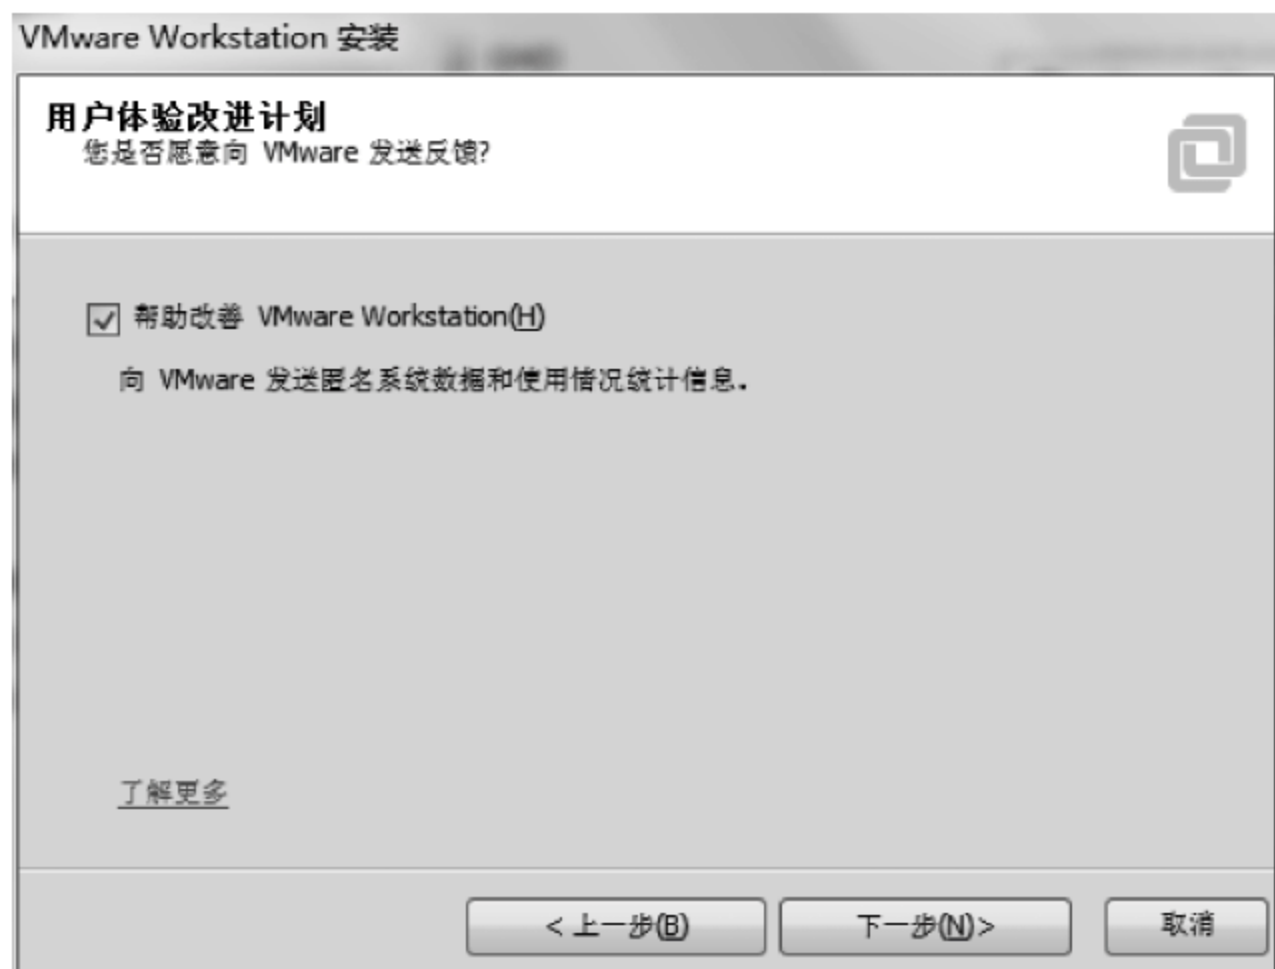 VMware Workstation 安装
用户体验改进计划
您是否愿意向 VMware 发送反馈?
帮助改善 VMware Workstation(H)
向 VMware 发送匿名系统数据和使用情况统计信息.
了解更多
< 上一步(B)
下一步(N)>
取消